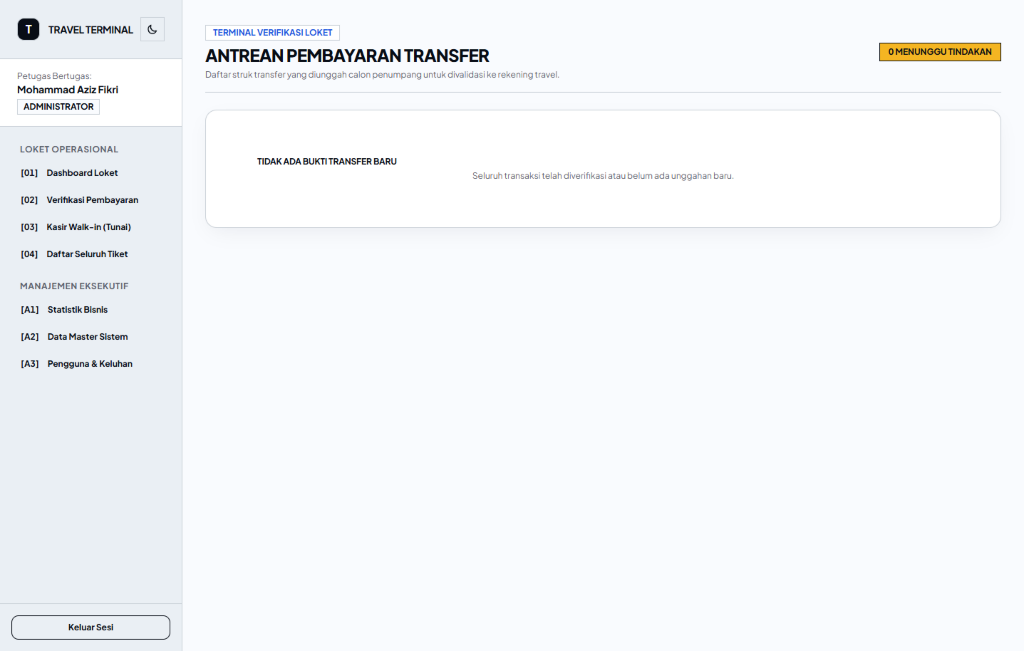 T TRAVEL TERMINAL
Petugas Bertugas:
Mohammad Aziz Fikri
ADMINISTRATOR
LOKET OPERASIONAL
[01] Dashboard Loket
[02] Verifikasi Pembayaran
[03] Kasir Walk-in (Tunai)
[04] Daftar Seluruh Tiket
MANAJEMEN EKSEKUTIF
[A1] Statistik Bisnis
[A2] Data Master Sistem
[A3] Pengguna & Keluhan
Keluar Sesi
TERMINAL VERIFIKASI LOKET
ANTREAN PEMBAYARAN TRANSFER
Daftar struk transfer yang diunggah calon penumpang untuk divalidasi ke rekening travel.
0 MENUNGGU TINDAKAN
TIDAK ADA BUKTI TRANSFER BARU
Seluruh transaksi telah diverifikasi atau belum ada unggahan baru.